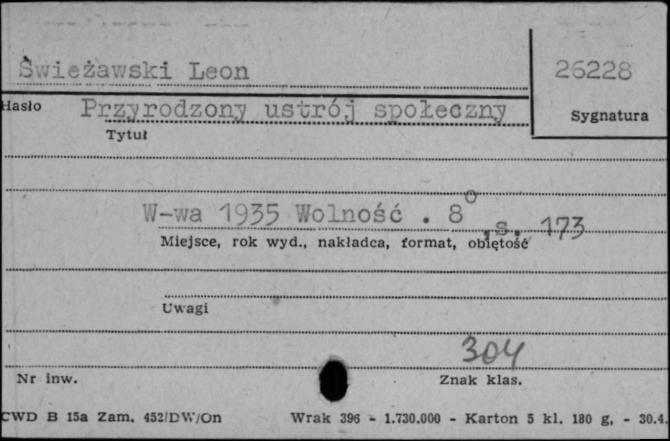 Świeżawski Leon
26228
Hasło
Przyrodzony ustrój społeczny
Sygnatura
Tytuł
W-wa 1935 Wolność . 8° ,s. 173
Miejsce, rok wyd., nakładca, format, objętość
Uwagi
304
Nr inw.
Znak klas.
CWD B 15a Zam. 452/DW/On Wrak 396 - 1.730.000 - Karton 5 kl. 180 g, - 30.4.